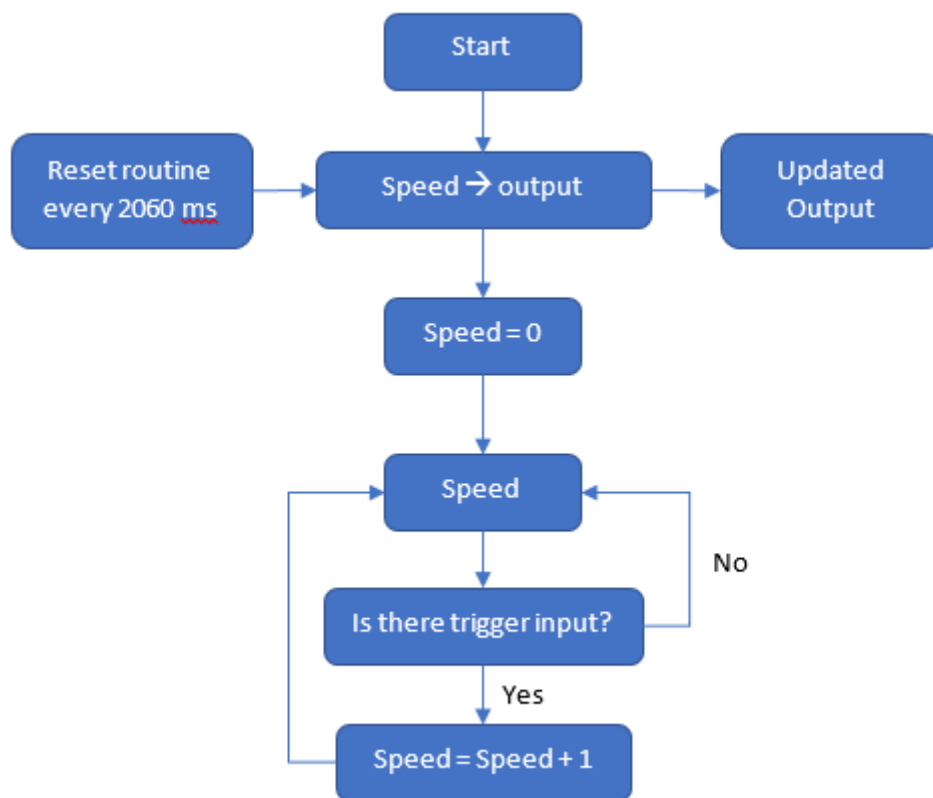 Start
Reset routine
every 2060 ms
Speed → output
Updated
Output
Speed = 0
Speed
No
Is there trigger input?
Yes
Speed = Speed + 1